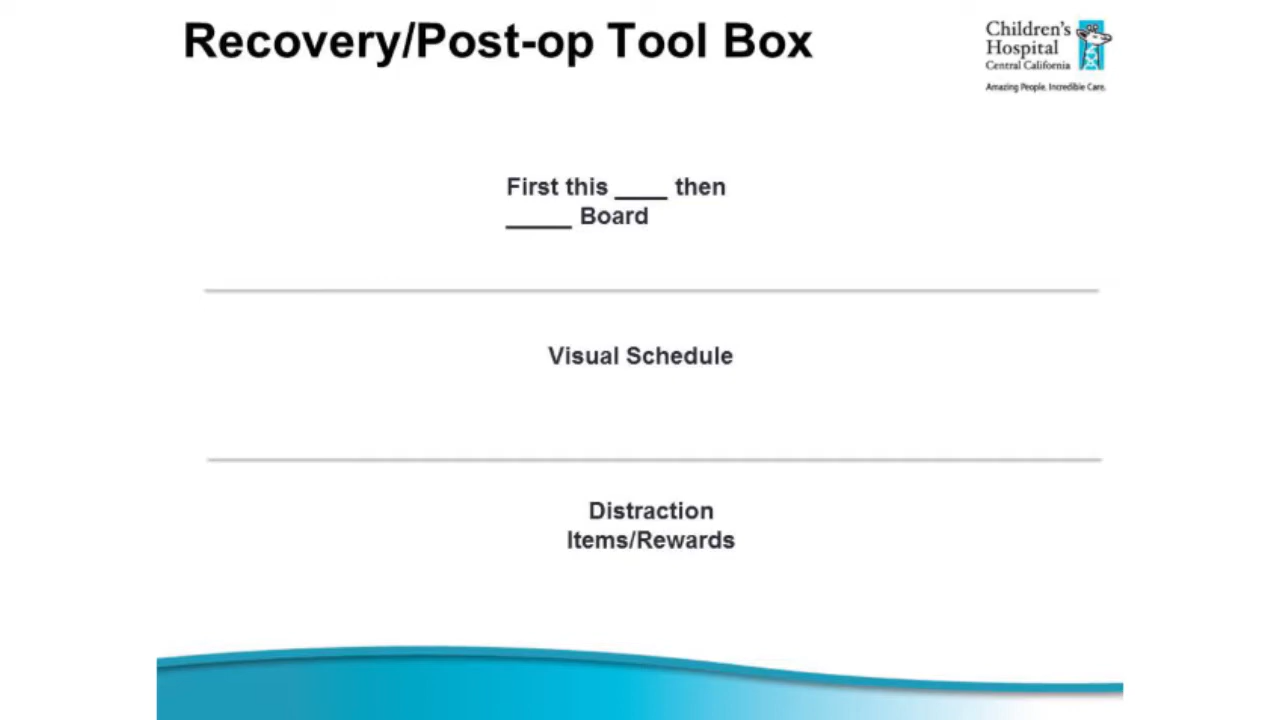 Recovery/Post-op Tool Box
Children's
Hospital
Central California
Amazing People. Incredible Care.
First this ____ then
_____ Board
Visual Schedule
Distraction
Items/Rewards